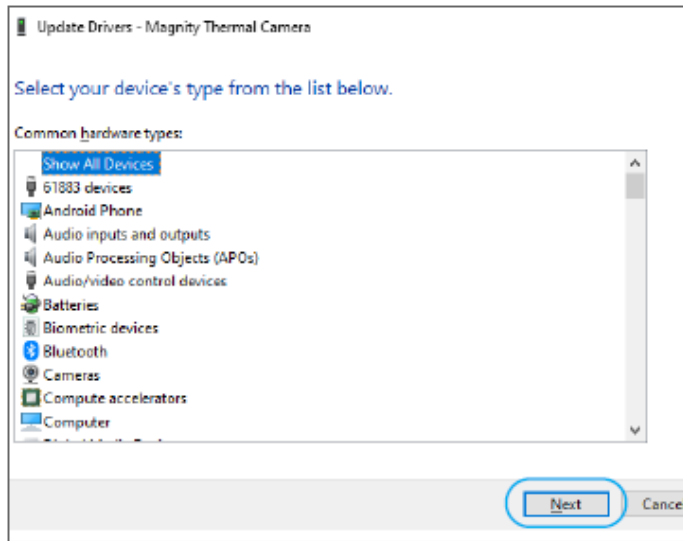 Update Drivers - Magnity Thermal Camera
Select your device's type from the list below.
Common hardware types:
Show All Devices
61883 devices
Android Phone
Audio inputs and outputs
Audio Processing Objects (APOs)
Audio/video control devices
Batteries
Biometric devices
Bluetooth
Cameras
Compute accelerators
Computer
Next Cance